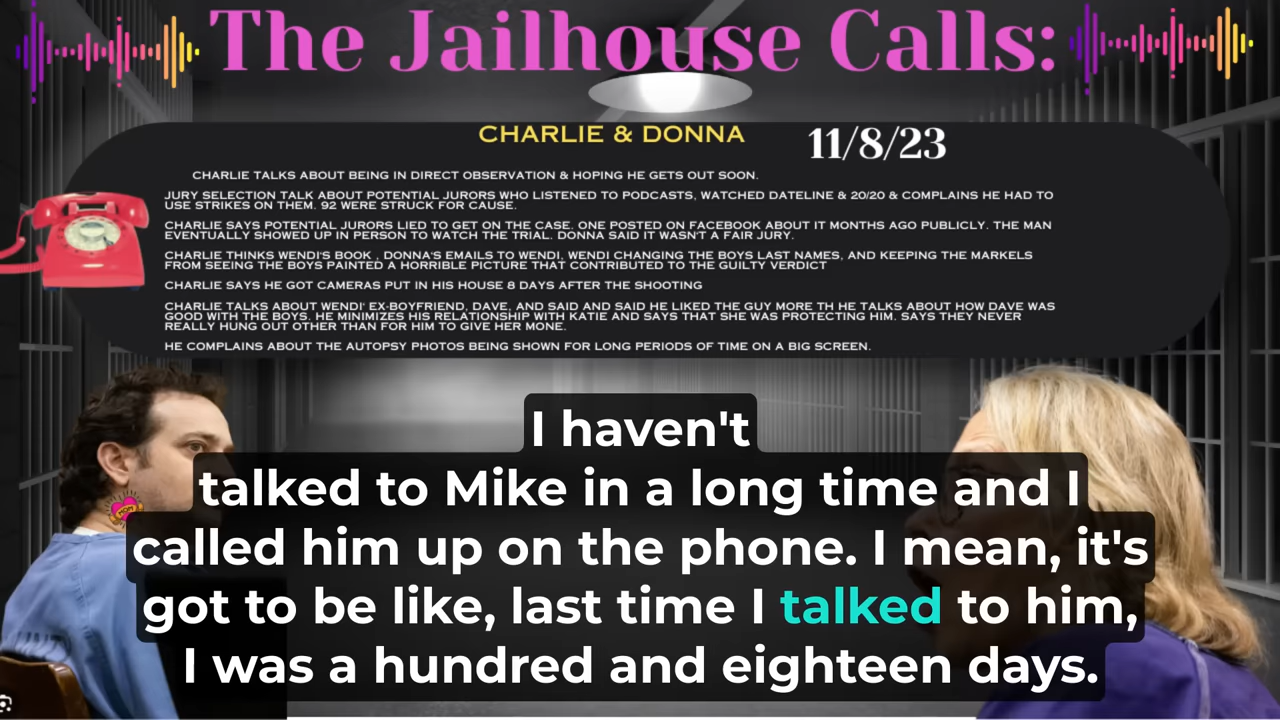 The Jailhouse Calls:
CHARLIE & DONNA
11/8/23
CHARLIE TALKS ABOUT BEING IN DIRECT OBSERVATION & HOPING HE GETS OUT SOON.
JURY SELECTION TALK ABOUT POTENTIAL JURORS WHO LISTENED TO PODCASTS, WATCHED DATELINE & 20/20 & COMPLAINS HE HAD TO
USE STRIKES ON THEM. 92 WERE STRUCK FOR CAUSE.
CHARLIE SAYS POTENTIAL JURORS LIED TO GET ON THE CASE. ONE POSTED ON FACEBOOK ABOUT IT MONTHS AGO PUBLICLY. THE MAN
EVENTUALLY SHOWED UP IN PERSON TO WATCH THE TRIAL. DONNA SAID IT WASN'T A FAIR JURY.
CHARLIE THINKS WENDI'S BOOK , DONNA'S EMAILS TO WENDI, WENDI CHANGING THE BOYS LAST NAMES, AND KEEPING THE MARKELS
FROM SEEING THE BOYS PAINTED A HORRIBLE PICTURE THAT CONTRIBUTED TO THE GUILTY VERDICT
CHARLIE SAYS HE GOT CAMERAS PUT IN HIS HOUSE 8 DAYS AFTER THE SHOOTING
CHARLIE TALKS ABOUT WENDI' EX-BOYFRIEND, DAVE, AND SAID AND SAID HE LIKED THE GUY MORE TH HE TALKS ABOUT HOW DAVE WAS
GOOD WITH THE BOYS. HE MINIMIZES HIS RELATIONSHIP WITH KATIE AND SAYS THAT SHE WAS PROTECTING HIM. SAYS THEY NEVER
REALLY HUNG OUT OTHER THAN FOR HIM TO GIVE HER MONE.
HE COMPLAINS ABOUT THE AUTOPSY PHOTOS BEING SHOWN FOR LONG PERIODS OF TIME ON A BIG SCREEN.
I haven't
talked to Mike in a long time and I
called him up on the phone. I mean, it's
got to be like, last time I talked to him,
I was a hundred and eighteen days.
MOM